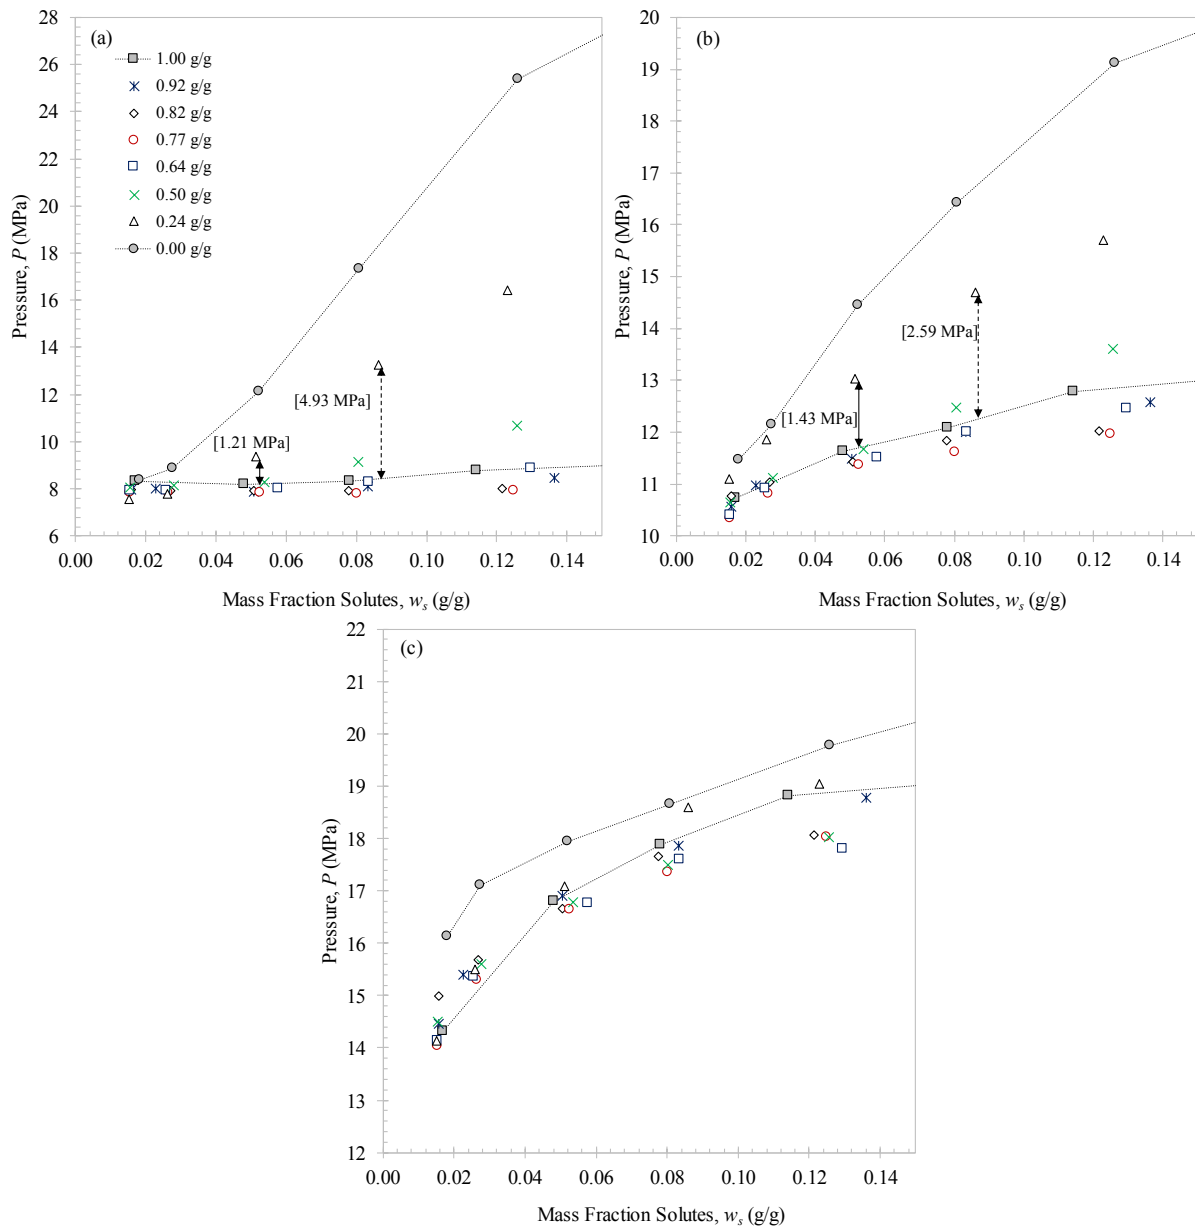 (a)
28
26
24
22
20
18
16
14
12
10
8
6
Pressure, P (MPa)
1.00 g/g
0.92 g/g
0.82 g/g
0.77 g/g
0.64 g/g
0.50 g/g
0.24 g/g
0.00 g/g
[4.93 MPa]
[1.21 MPa]
0.00 0.02 0.04 0.06 0.08 0.10 0.12 0.14
Mass Fraction Solutes, ws (g/g)
(b)
20
19
18
17
16
15
14
13
12
11
10
Pressure, P (MPa)
[2.59 MPa]
[1.43 MPa]
0.00 0.02 0.04 0.06 0.08 0.10 0.12 0.14
Mass Fraction Solutes, ws (g/g)
(c)
22
21
20
19
18
17
16
15
14
13
12
Pressure, P (MPa)
0.00 0.02 0.04 0.06 0.08 0.10 0.12 0.14
Mass Fraction Solutes, ws (g/g)